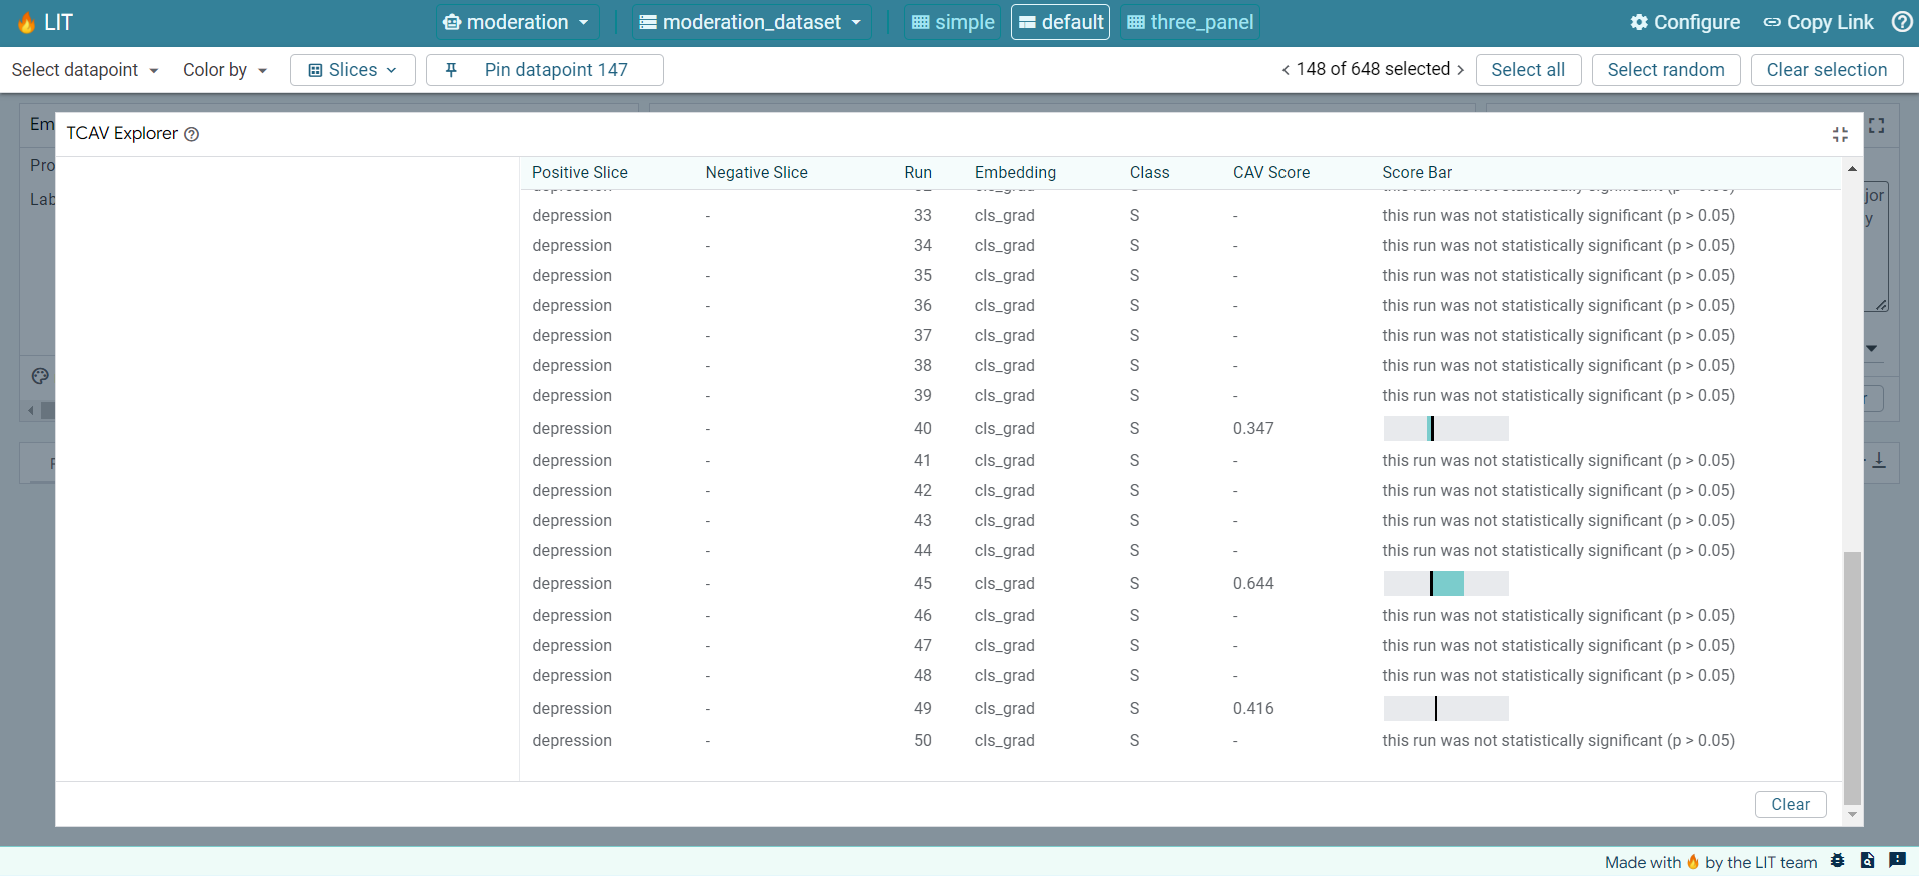 LIT
moderation
moderation_dataset
simple
default
three_panel
Configure
Copy Link
Select datapoint
Color by
Slices
Pin datapoint 147
148 of 648 selected
Select all
Select random
Clear selection
Em
Pro
Lab
TCAV Explorer
jor
y
Positive Slice Negative Slice Run Embedding Class CAV Score Score Bar
depression - 33 cls_grad S - this run was not statistically significant (p > 0.05)
depression - 34 cls_grad S - this run was not statistically significant (p > 0.05)
depression - 35 cls_grad S - this run was not statistically significant (p > 0.05)
depression - 36 cls_grad S - this run was not statistically significant (p > 0.05)
depression - 37 cls_grad S - this run was not statistically significant (p > 0.05)
depression - 38 cls_grad S - this run was not statistically significant (p > 0.05)
depression - 39 cls_grad S - this run was not statistically significant (p > 0.05)
depression - 40 cls_grad S 0.347
depression - 41 cls_grad S - this run was not statistically significant (p > 0.05)
depression - 42 cls_grad S - this run was not statistically significant (p > 0.05)
depression - 43 cls_grad S - this run was not statistically significant (p > 0.05)
depression - 44 cls_grad S - this run was not statistically significant (p > 0.05)
depression - 45 cls_grad S 0.644
depression - 46 cls_grad S - this run was not statistically significant (p > 0.05)
depression - 47 cls_grad S - this run was not statistically significant (p > 0.05)
depression - 48 cls_grad S - this run was not statistically significant (p > 0.05)
depression - 49 cls_grad S 0.416
depression - 50 cls_grad S - this run was not statistically significant (p > 0.05)
Clear
Made with 🔥 by the LIT team